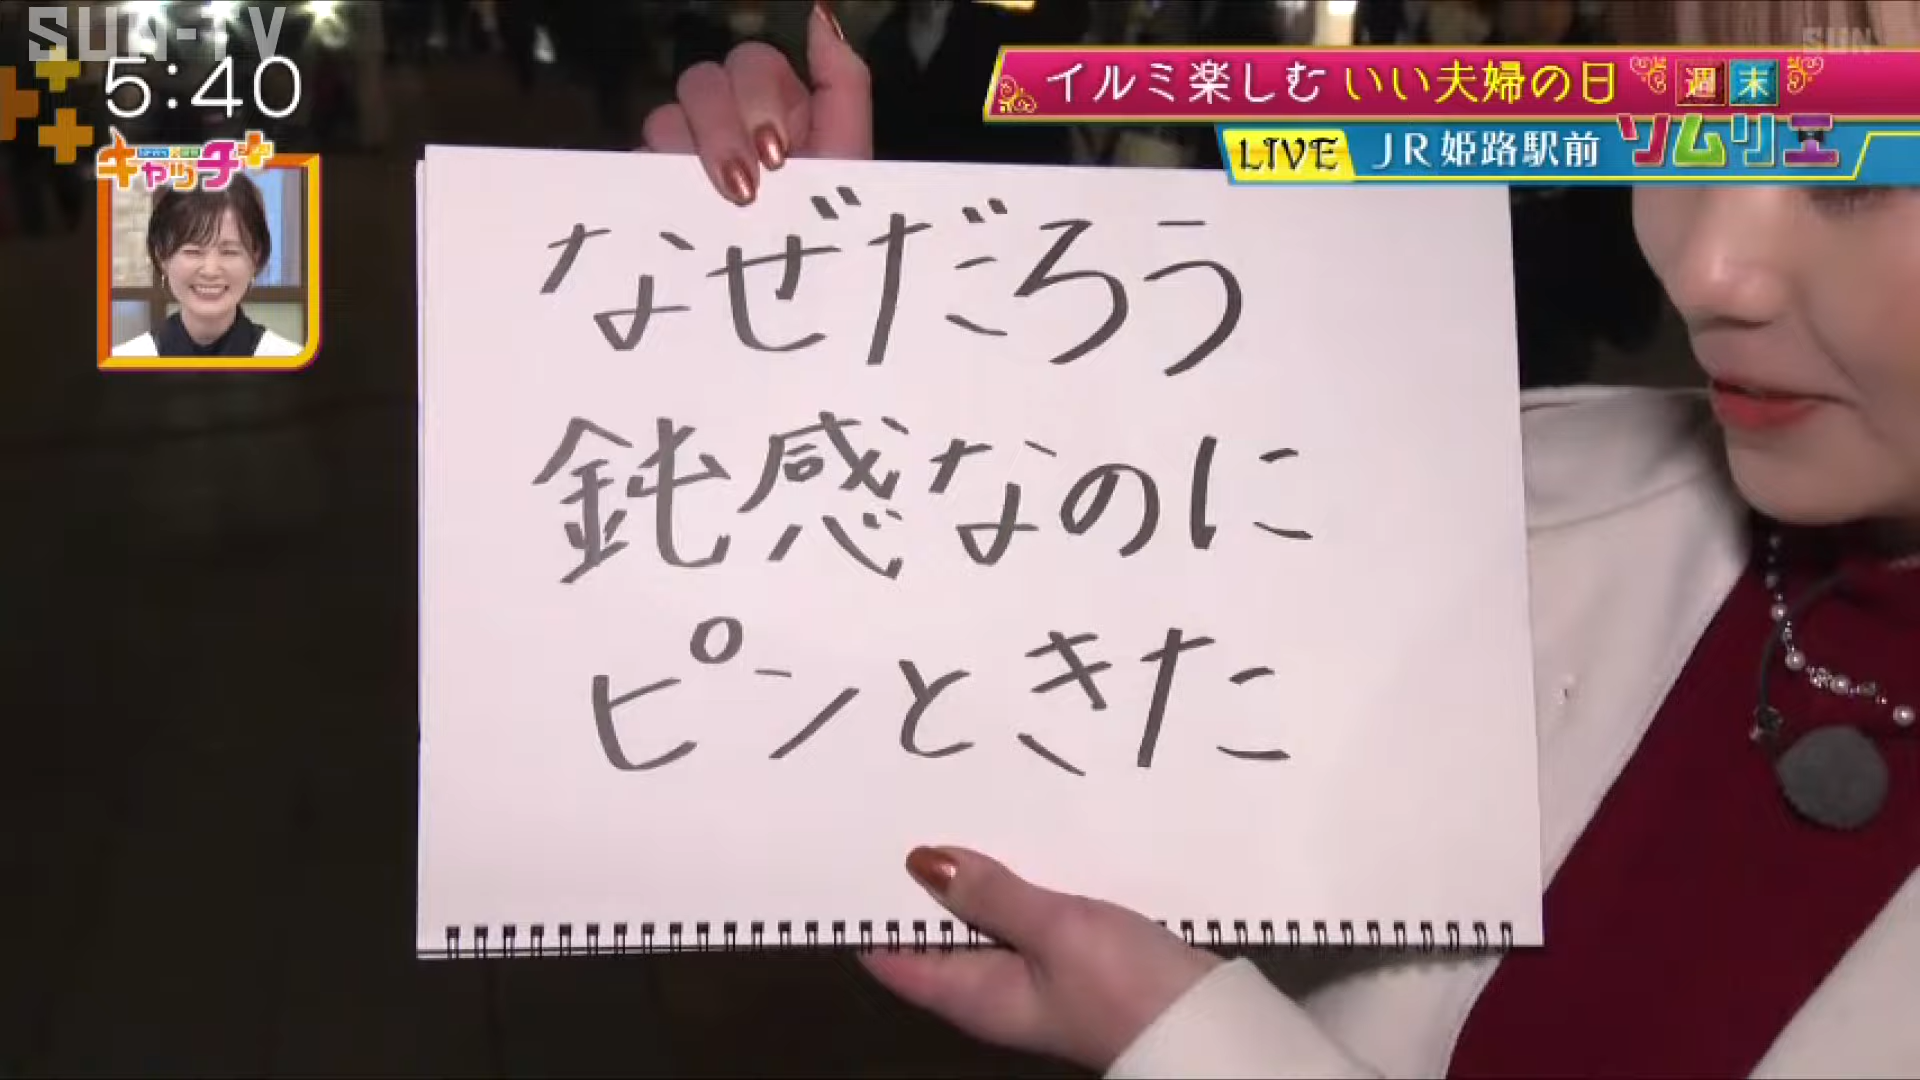 SUN-TV
5:40
キャッチ+
イルミ楽しむ いい夫婦の日
週末
ソムリエ
LIVE JR姫路駅前
SUN
なぜだろう
鈍感なのに
ピンときた